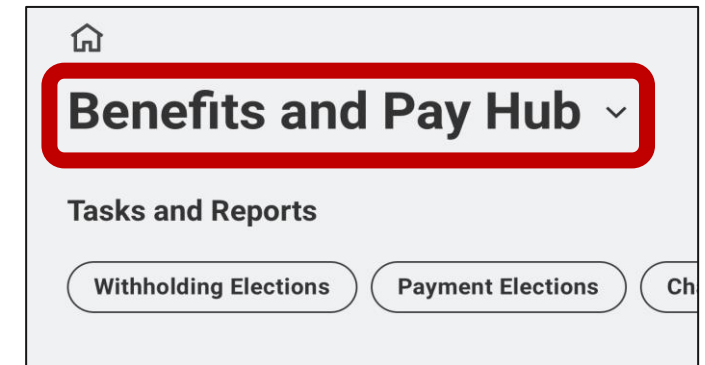 Benefits and Pay Hub
Tasks and Reports
Withholding Elections Payment Elections